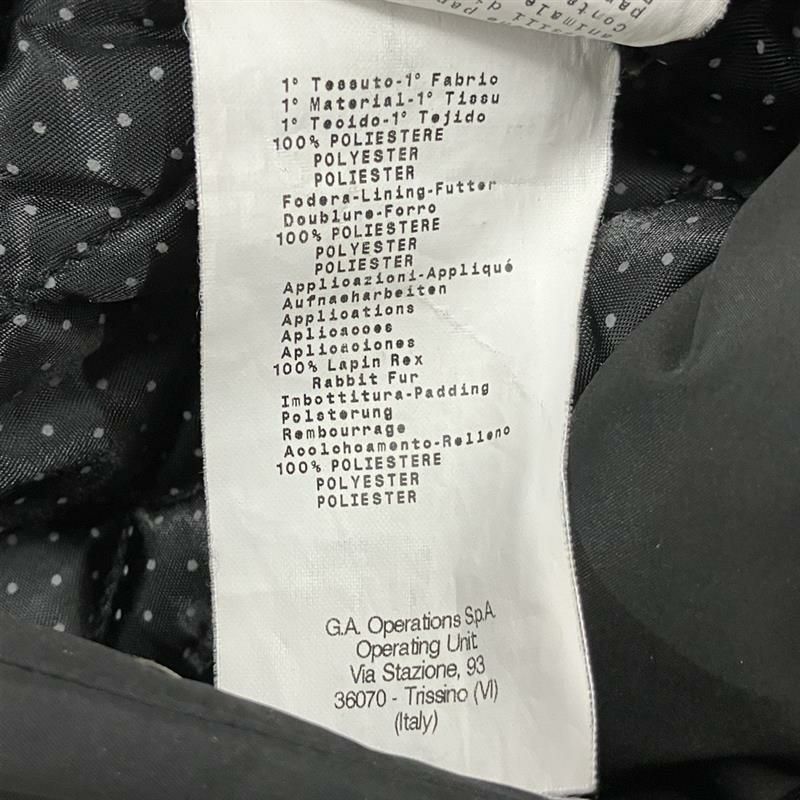 1° Tessuto-1° Fabric
1° Material-1° Tissu
1° Tecido-1° Tejido
100% POLIESTERE
POLYESTER
POLIESTER
Fodera-Lining-Futter
Doublure-Forro
100% POLIESTERE
POLYESTER
POLIESTER
Applicazioni-Appliqué
Aufnaeharbeiten
Applications
Aplicacoes
Aplicaciones
100% Lapin Rex
Rabbit Fur
Imbottitura-Padding
Polsterung
Rembourrage
Acolchoamento-Relleno
100% POLIESTERE
POLYESTER
POLIESTER
G.A. Operations S.p.A.
Operating Unit
Via Stazione, 93
36070 - Trissino (VI)
(Italy)